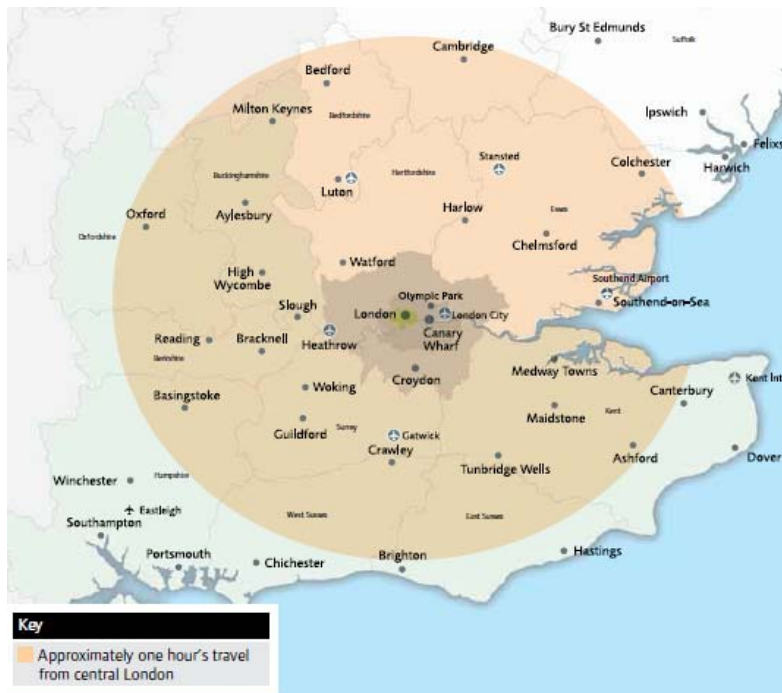 Bury St Edmunds
Suffolk
Cambridge
Bedford
Milton Keynes
Bedfordshire
Ipswich
Felixs
Harwich
Stansted
Colchester
Buckinghamshire
Luton
Hertfordshire
Oxford
Aylesbury
Harlow
Essex
Oxfordshire
Chelmsford
High
Wycombe
Watford
Southend Airport
Southend-on-Sea
Olympic Park
Slough
London
London City
Canary
Wharf
Reading
Bracknell
Heathrow
Berkshire
Medway Towns
Croydon
Woking
Kent Int
Basingstoke
Canterbury
Maidstone
Kent
Guildford
Surrey
Gatwick
Crawley
Tunbridge Wells
Ashford
Dover
Winchester
Hampshire
Eastleigh
West Sussex
East Sussex
Southampton
Portsmouth
Chichester
Brighton
Hastings
Key
Approximately one hour's travel
from central London